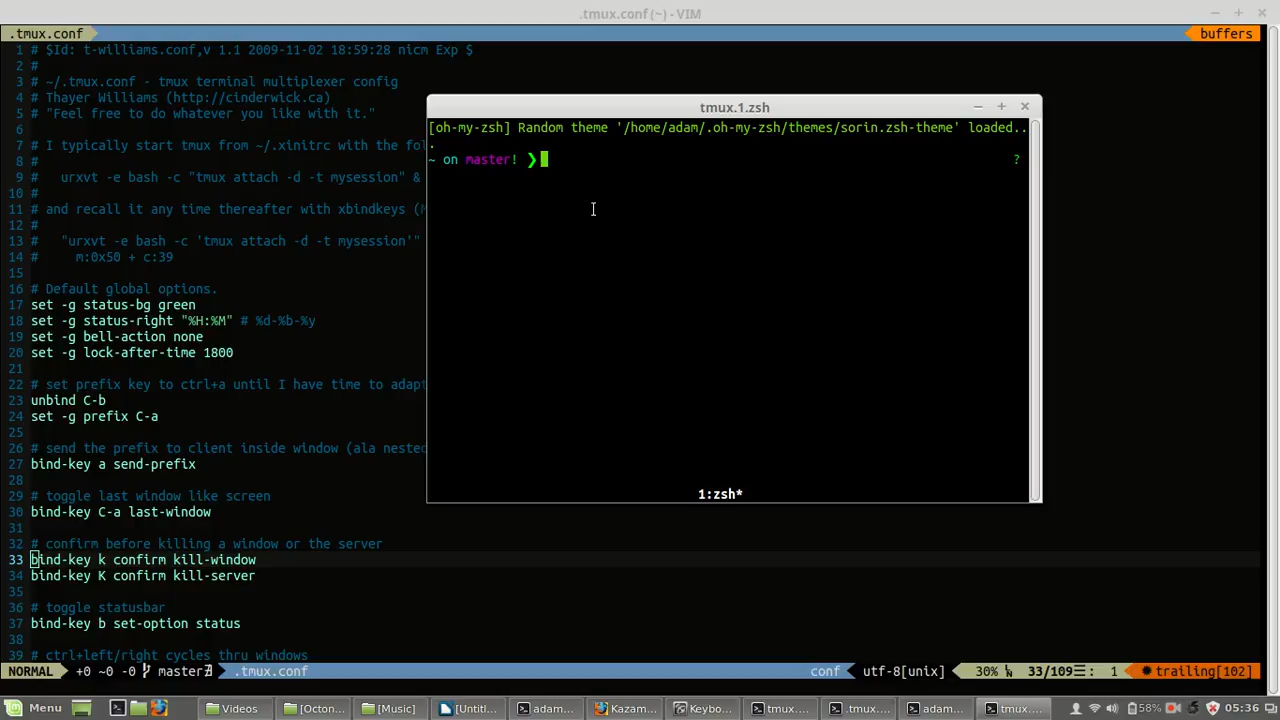 .tmux.conf (~) - VIM
.tmux.conf
buffers
1 # $Id: t-williams.conf,v 1.1 2009-11-02 18:59:28 nicm Exp $
2 #
3 # ~/.tmux.conf - tmux terminal multiplexer config
4 # Thayer Williams (http://cinderwick.ca)
5 # "Feel free to do whatever you like with it."
6
7 # I typically start tmux from ~/.xinitrc with the fol
8 #
9 #   urxvt -e bash -c "tmux attach -d -t mysession" &
10 #
11 # and recall it any time thereafter with xbindkeys (M
12 #
13 #   "urxvt -e bash -c 'tmux attach -d -t mysession'"
14 #     m:0x50 + c:39
15
16 # Default global options.
17 set -g status-bg green
18 set -g status-right "%H:%M" # %d-%b-%y
19 set -g bell-action none
20 set -g lock-after-time 1800
21
22 # set prefix key to ctrl+a until I have time to adapt
23 unbind C-b
24 set -g prefix C-a
25
26 # send the prefix to client inside window (ala nested
27 bind-key a send-prefix
28
29 # toggle last window like screen
30 bind-key C-a last-window
31
32 # confirm before killing a window or the server
33 bind-key k confirm kill-window
34 bind-key K confirm kill-server
35
36 # toggle statusbar
37 bind-key b set-option status
38
39 # ctrl+left/right cycles thru windows
NORMAL +0 ~0 -0 master .tmux.conf conf utf-8[unix] 30% 33/109 : 1 trailing[102]
tmux.1.zsh
[oh-my-zsh] Random theme '/home/adam/.oh-my-zsh/themes/sorin.zsh-theme' loaded..
.
~ on master! ❯ ?
1:zsh*
Menu Videos [Octon... [Music] [Untitl... adam... Kazam... Keybo... tmux.... .tmux.... adam... tmux.... 58% 05:36